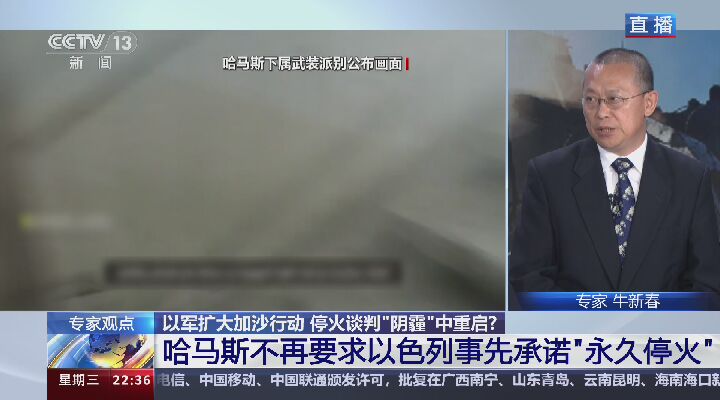 CCTV 13
新闻
直播
哈马斯下属武装派别公布画面
专家 牛新春
专家观点
以军扩大加沙行动 停火谈判"阴霾"中重启?
哈马斯不再要求以色列事先承诺"永久停火"
星期三 22:36
电信、中国移动、中国联通颁发许可，批复在广西南宁、山东青岛、云南昆明、海南海口新